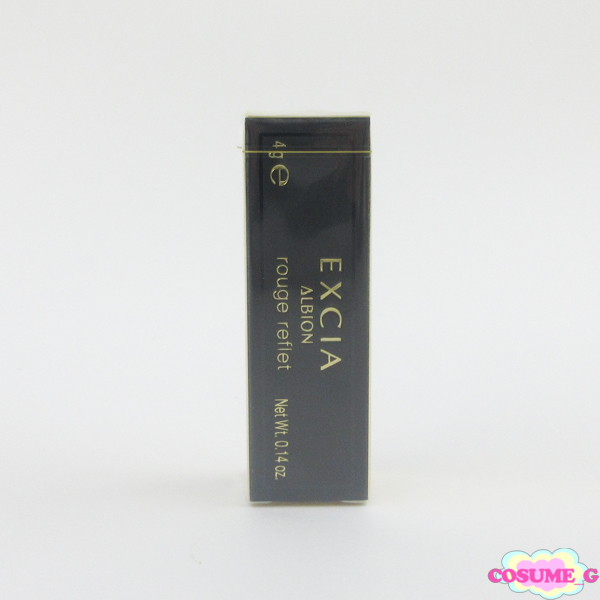 EXCIA
ALBION
rouge reflet
4g ℮
Net Wt. 0.14 oz.
COSUME_G